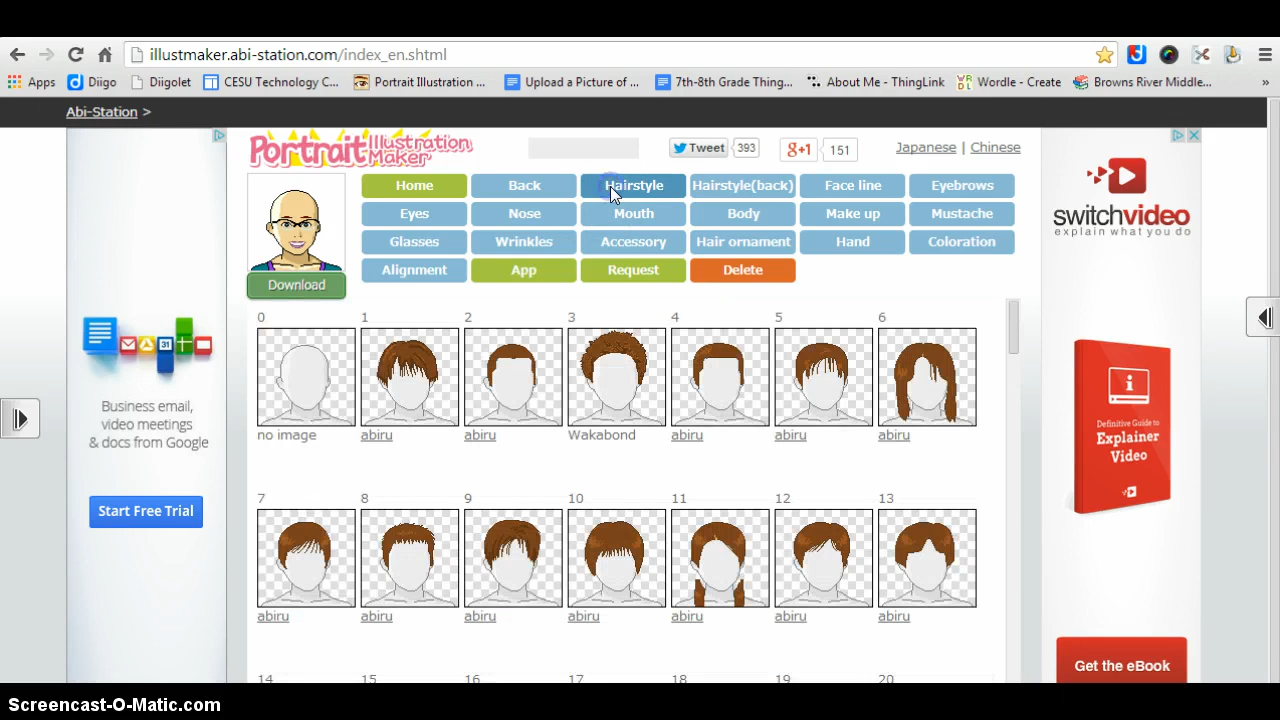 illustmaker.abi-station.com/index_en.shtml
Apps Diigo Diigolet CESU Technology C... Portrait Illustration ... Upload a Picture of ... 7th-8th Grade Thing... About Me - ThingLink Wordle - Create Browns River Middle... »
Abi-Station >
Portrait Illustration Maker
Tweet 393 g+1 151 Japanese | Chinese
Home Back Hairstyle Hairstyle(back) Face line Eyebrows
Eyes Nose Mouth Body Make up Mustache
Glasses Wrinkles Accessory Hair ornament Hand Coloration
Alignment App Request Delete
Download
0 1 2 3 4 5 6
no image abiru abiru Wakabond abiru abiru abiru
7 8 9 10 11 12 13
abiru abiru abiru abiru abiru abiru abiru
14 15 16 17 18 19 20
31
Business email,
video meetings
& docs from Google
Start Free Trial
switchvideo
explain what you do
Definitive Guide to
Explainer
Video
Get the eBook
Screencast-O-Matic.com